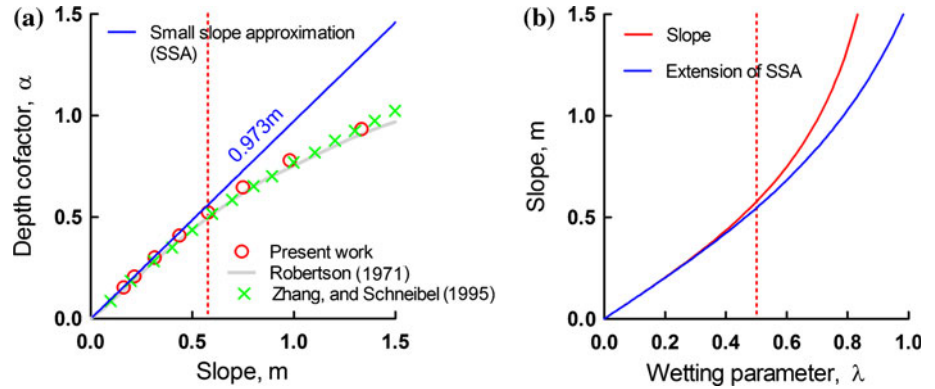 (a)
Small slope approximation
(SSA)
0.973m
Present work
Robertson (1971)
Zhang, and Schneibel (1995)
Depth cofactor, α
1.5
1.0
0.5
0.0
0.0 0.5 1.0 1.5
Slope, m
(b)
Slope
Extension of SSA
Slope, m
1.5
1.0
0.5
0.0
0.0 0.2 0.4 0.6 0.8 1.0
Wetting parameter, λ